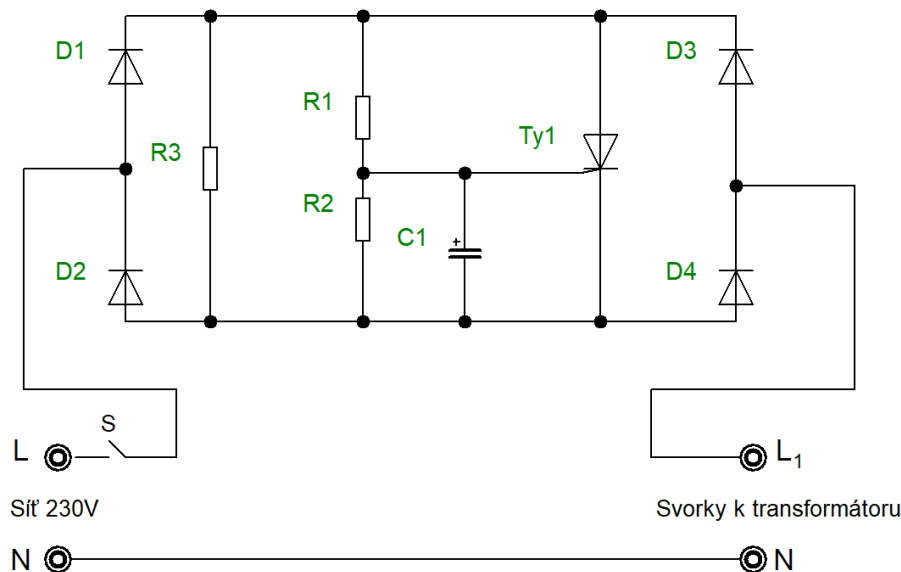 D1
D3
R1
Ty1
R3
R2
C1
+
D2
D4
S
L
L1
Síť 230V
Svorky k transformátoru
N
N